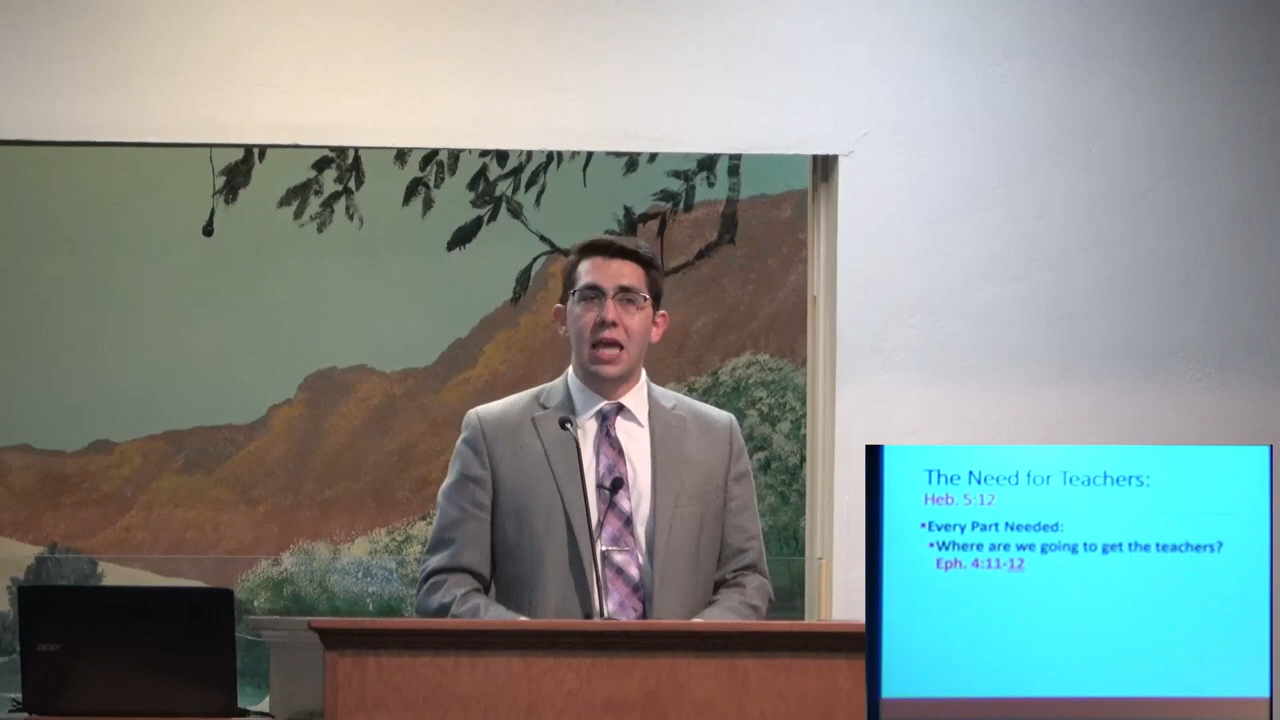 The Need for Teachers:
Heb. 5:12
Every Part Needed:
Where are we going to get the teachers?
Eph. 4:11-12
acer